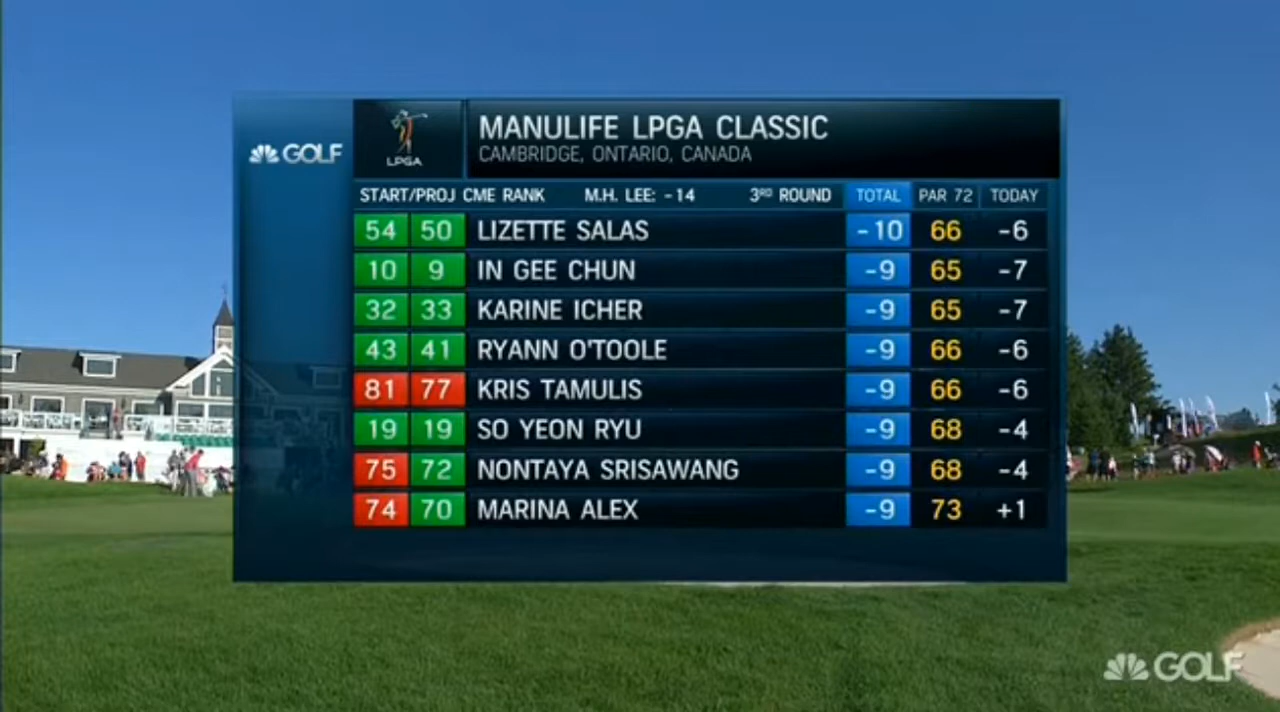 GOLF
LPGA
MANULIFE LPGA CLASSIC
CAMBRIDGE, ONTARIO, CANADA
START/PROJ CME RANK M.H. LEE: -14 3RD ROUND TOTAL PAR 72 TODAY
54 50 LIZETTE SALAS -10 66 -6
10 9 IN GEE CHUN -9 65 -7
32 33 KARINE ICHER -9 65 -7
43 41 RYANN O'TOOLE -9 66 -6
81 77 KRIS TAMULIS -9 66 -6
19 19 SO YEON RYU -9 68 -4
75 72 NONTAYA SRISAWANG -9 68 -4
74 70 MARINA ALEX -9 73 +1
GOLF